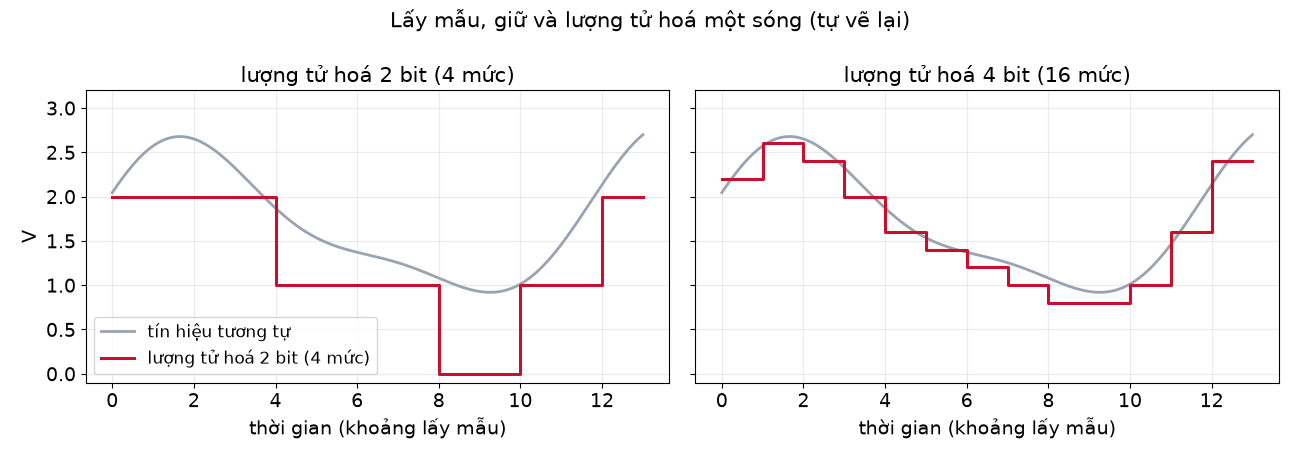 Lấy mẫu, giữ và lượng tử hoá một sóng (tự vẽ lại)
lượng tử hoá 2 bit (4 mức)
lượng tử hoá 4 bit (16 mức)
3.0
2.5
2.0
1.5
1.0
0.5
0.0
V
tín hiệu tương tự
lượng tử hoá 2 bit (4 mức)
0 2 4 6 8 10 12
0 2 4 6 8 10 12
thời gian (khoảng lấy mẫu)
thời gian (khoảng lấy mẫu)